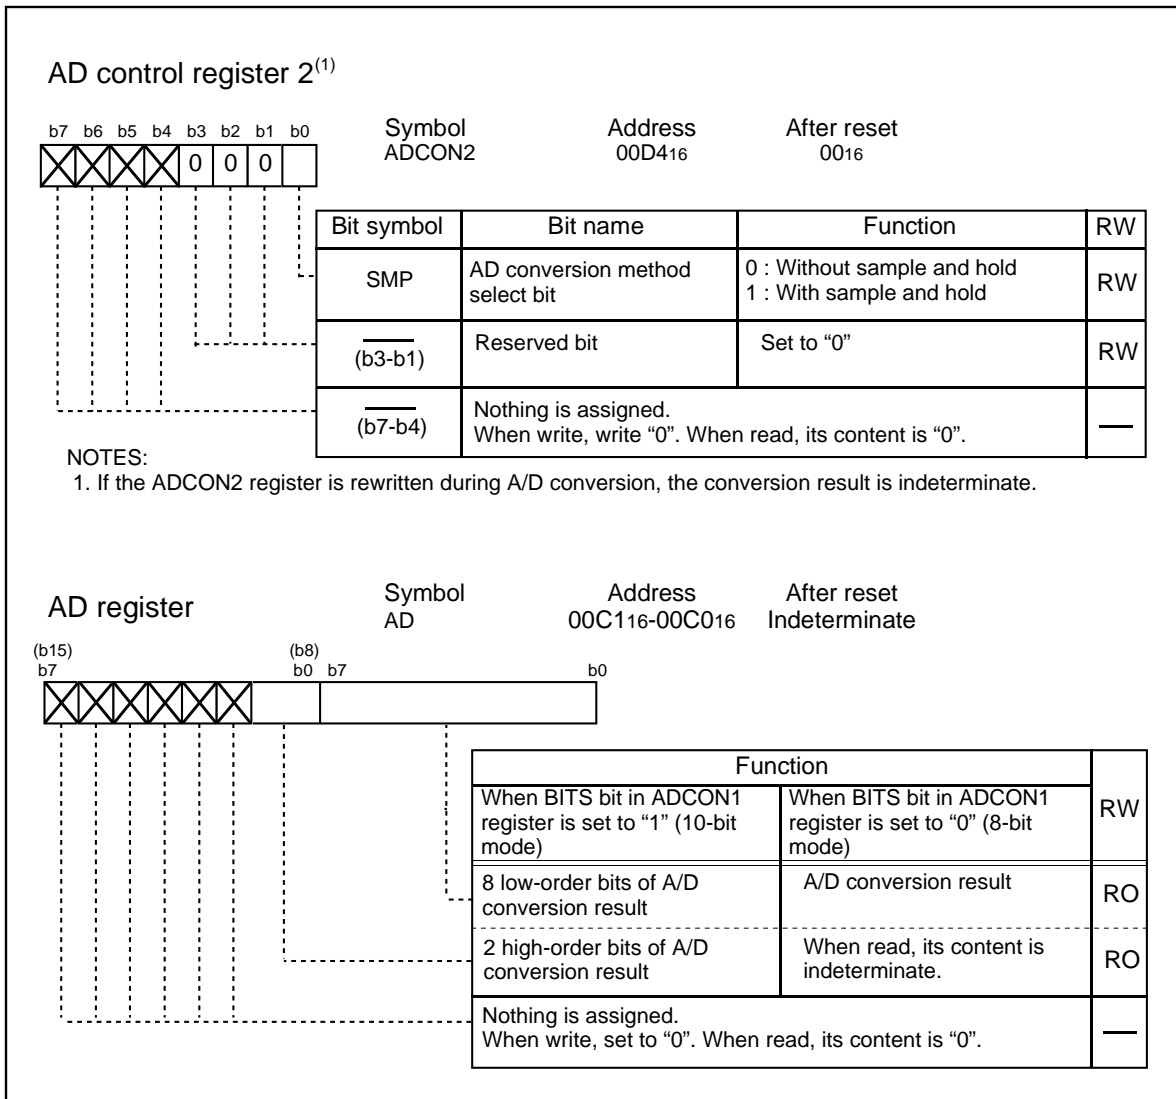 AD control register 2(1)
b7 b6 b5 b4 b3 b2 b1 b0
0 0 0
Symbol Address After reset
ADCON2 00D416 0016
Bit symbol Bit name Function RW
SMP AD conversion method select bit 0 : Without sample and hold RW
1 : With sample and hold
(b3-b1) Reserved bit Set to “0” RW
(b7-b4) Nothing is assigned.
When write, write “0”. When read, its content is “0”. —
NOTES:
1. If the ADCON2 register is rewritten during A/D conversion, the conversion result is indeterminate.
AD register
Symbol Address After reset
AD 00C116-00C016 Indeterminate
(b15) (b8)
b7 b0 b7 b0
Function RW
When BITS bit in ADCON1
register is set to “1” (10-bit
mode)
When BITS bit in ADCON1
register is set to “0” (8-bit
mode)
8 low-order bits of A/D
conversion result
A/D conversion result RO
2 high-order bits of A/D
conversion result
When read, its content is
indeterminate. RO
Nothing is assigned.
When write, set to “0”. When read, its content is “0”. —